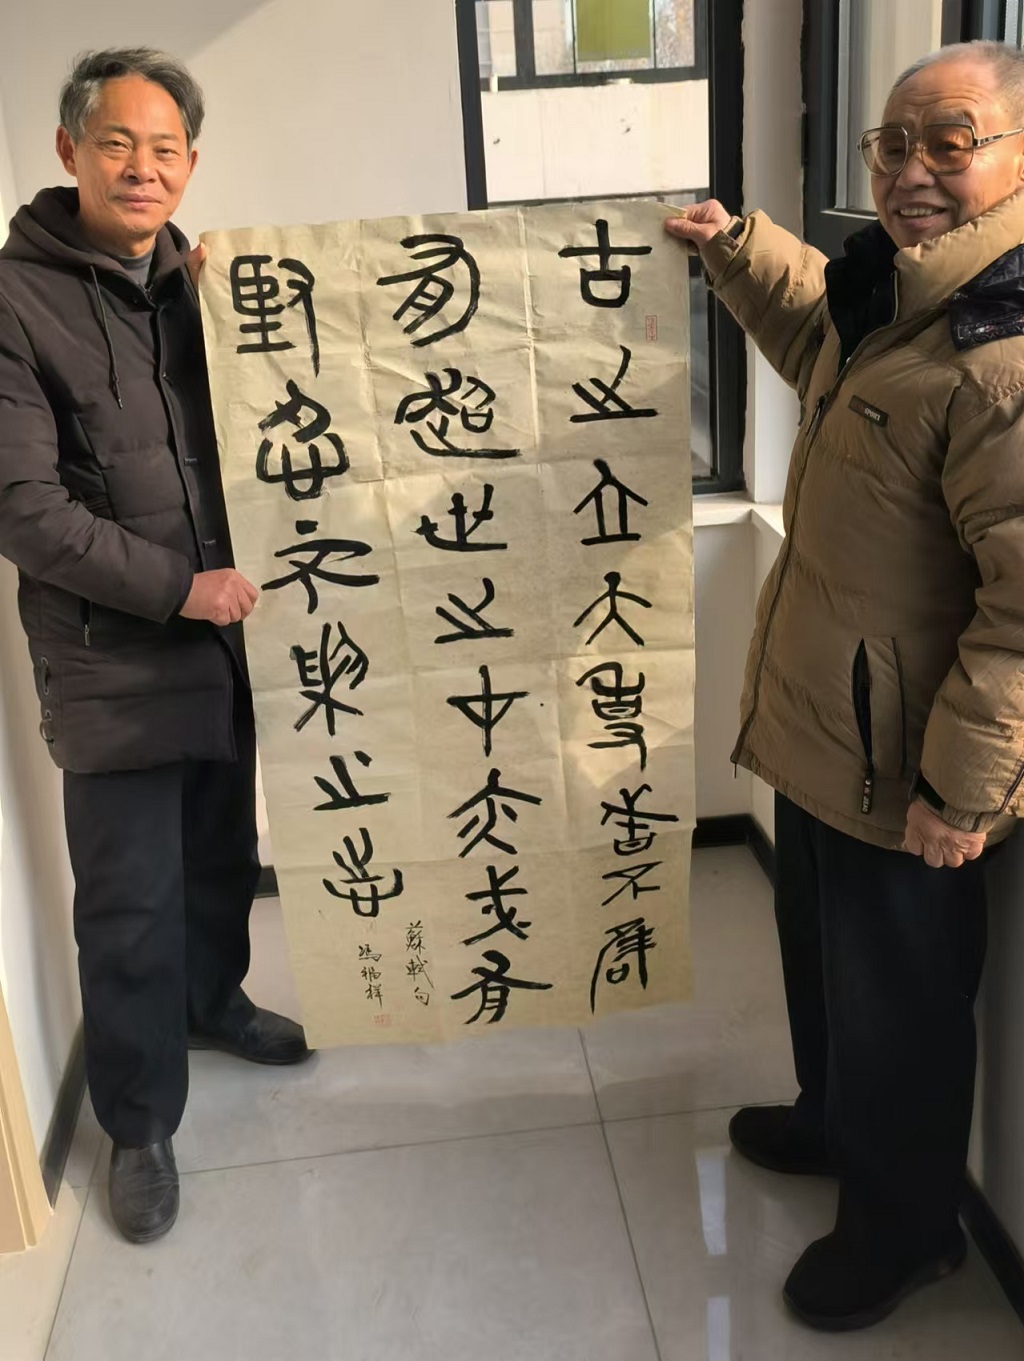 古之立大事者不唯
有超世之才亦必有
堅忍不拔之志
蘇軾句
馮福祥